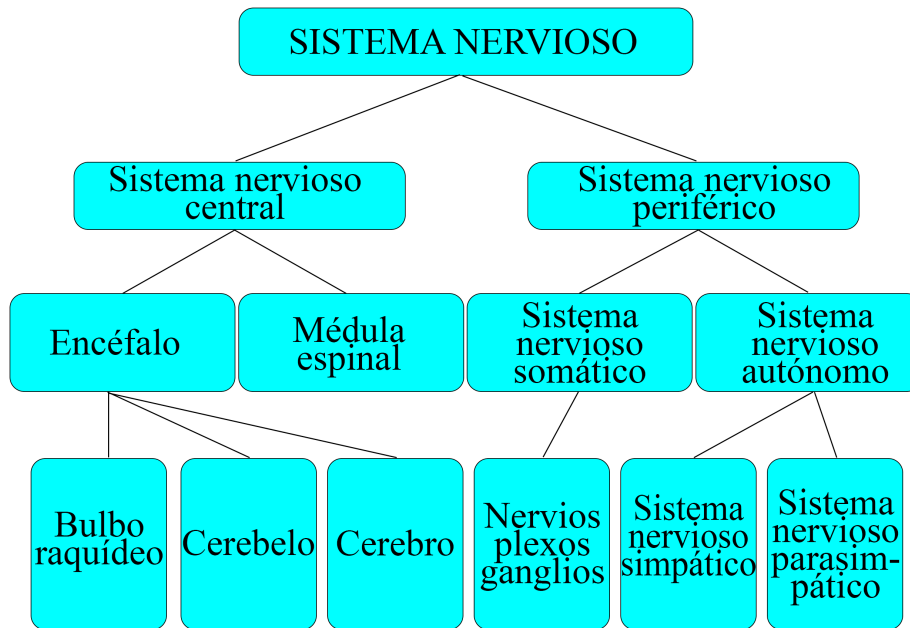 SISTEMA NERVIOSO
Sistema nervioso
central
Sistema nervioso
periférico
Encéfalo
Médula
espinal
Sistema
nervioso
somático
Sistema
nervioso
autónomo
Bulbo
raquídeo
Cerebelo
Cerebro
Nervios
plexos
ganglios
Sistema
nervioso
simpático
Sistema
nervioso
parasim-
pático